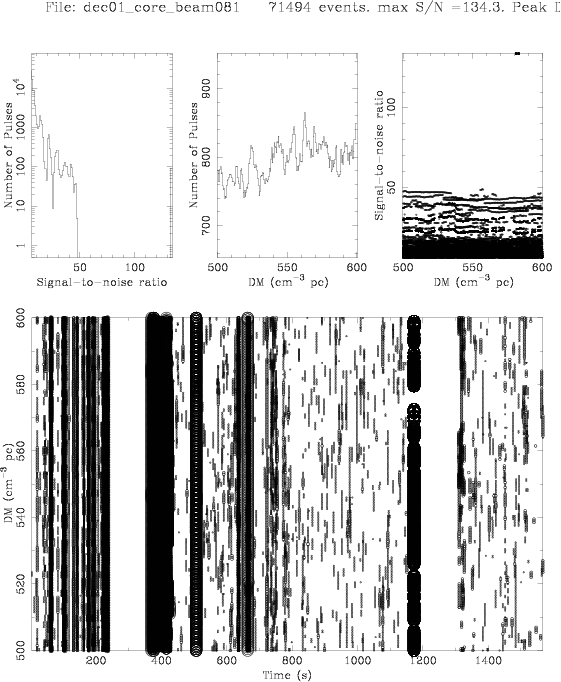 File: dec01_core_beam081 71494 events. max S/N =134.3. Peak D
Number of Pulses
10⁴
1000
100
10
1
50 100
Signal-to-noise ratio
Number of Pulses
900
800
700
500 550 600
DM (cm⁻³ pc)
Signal-to-noise ratio
100
50
500 550 600
DM (cm⁻³ pc)
DM (cm⁻³ pc)
600
580
560
540
520
500
200 400 600 800 1000 1200 1400
Time (s)